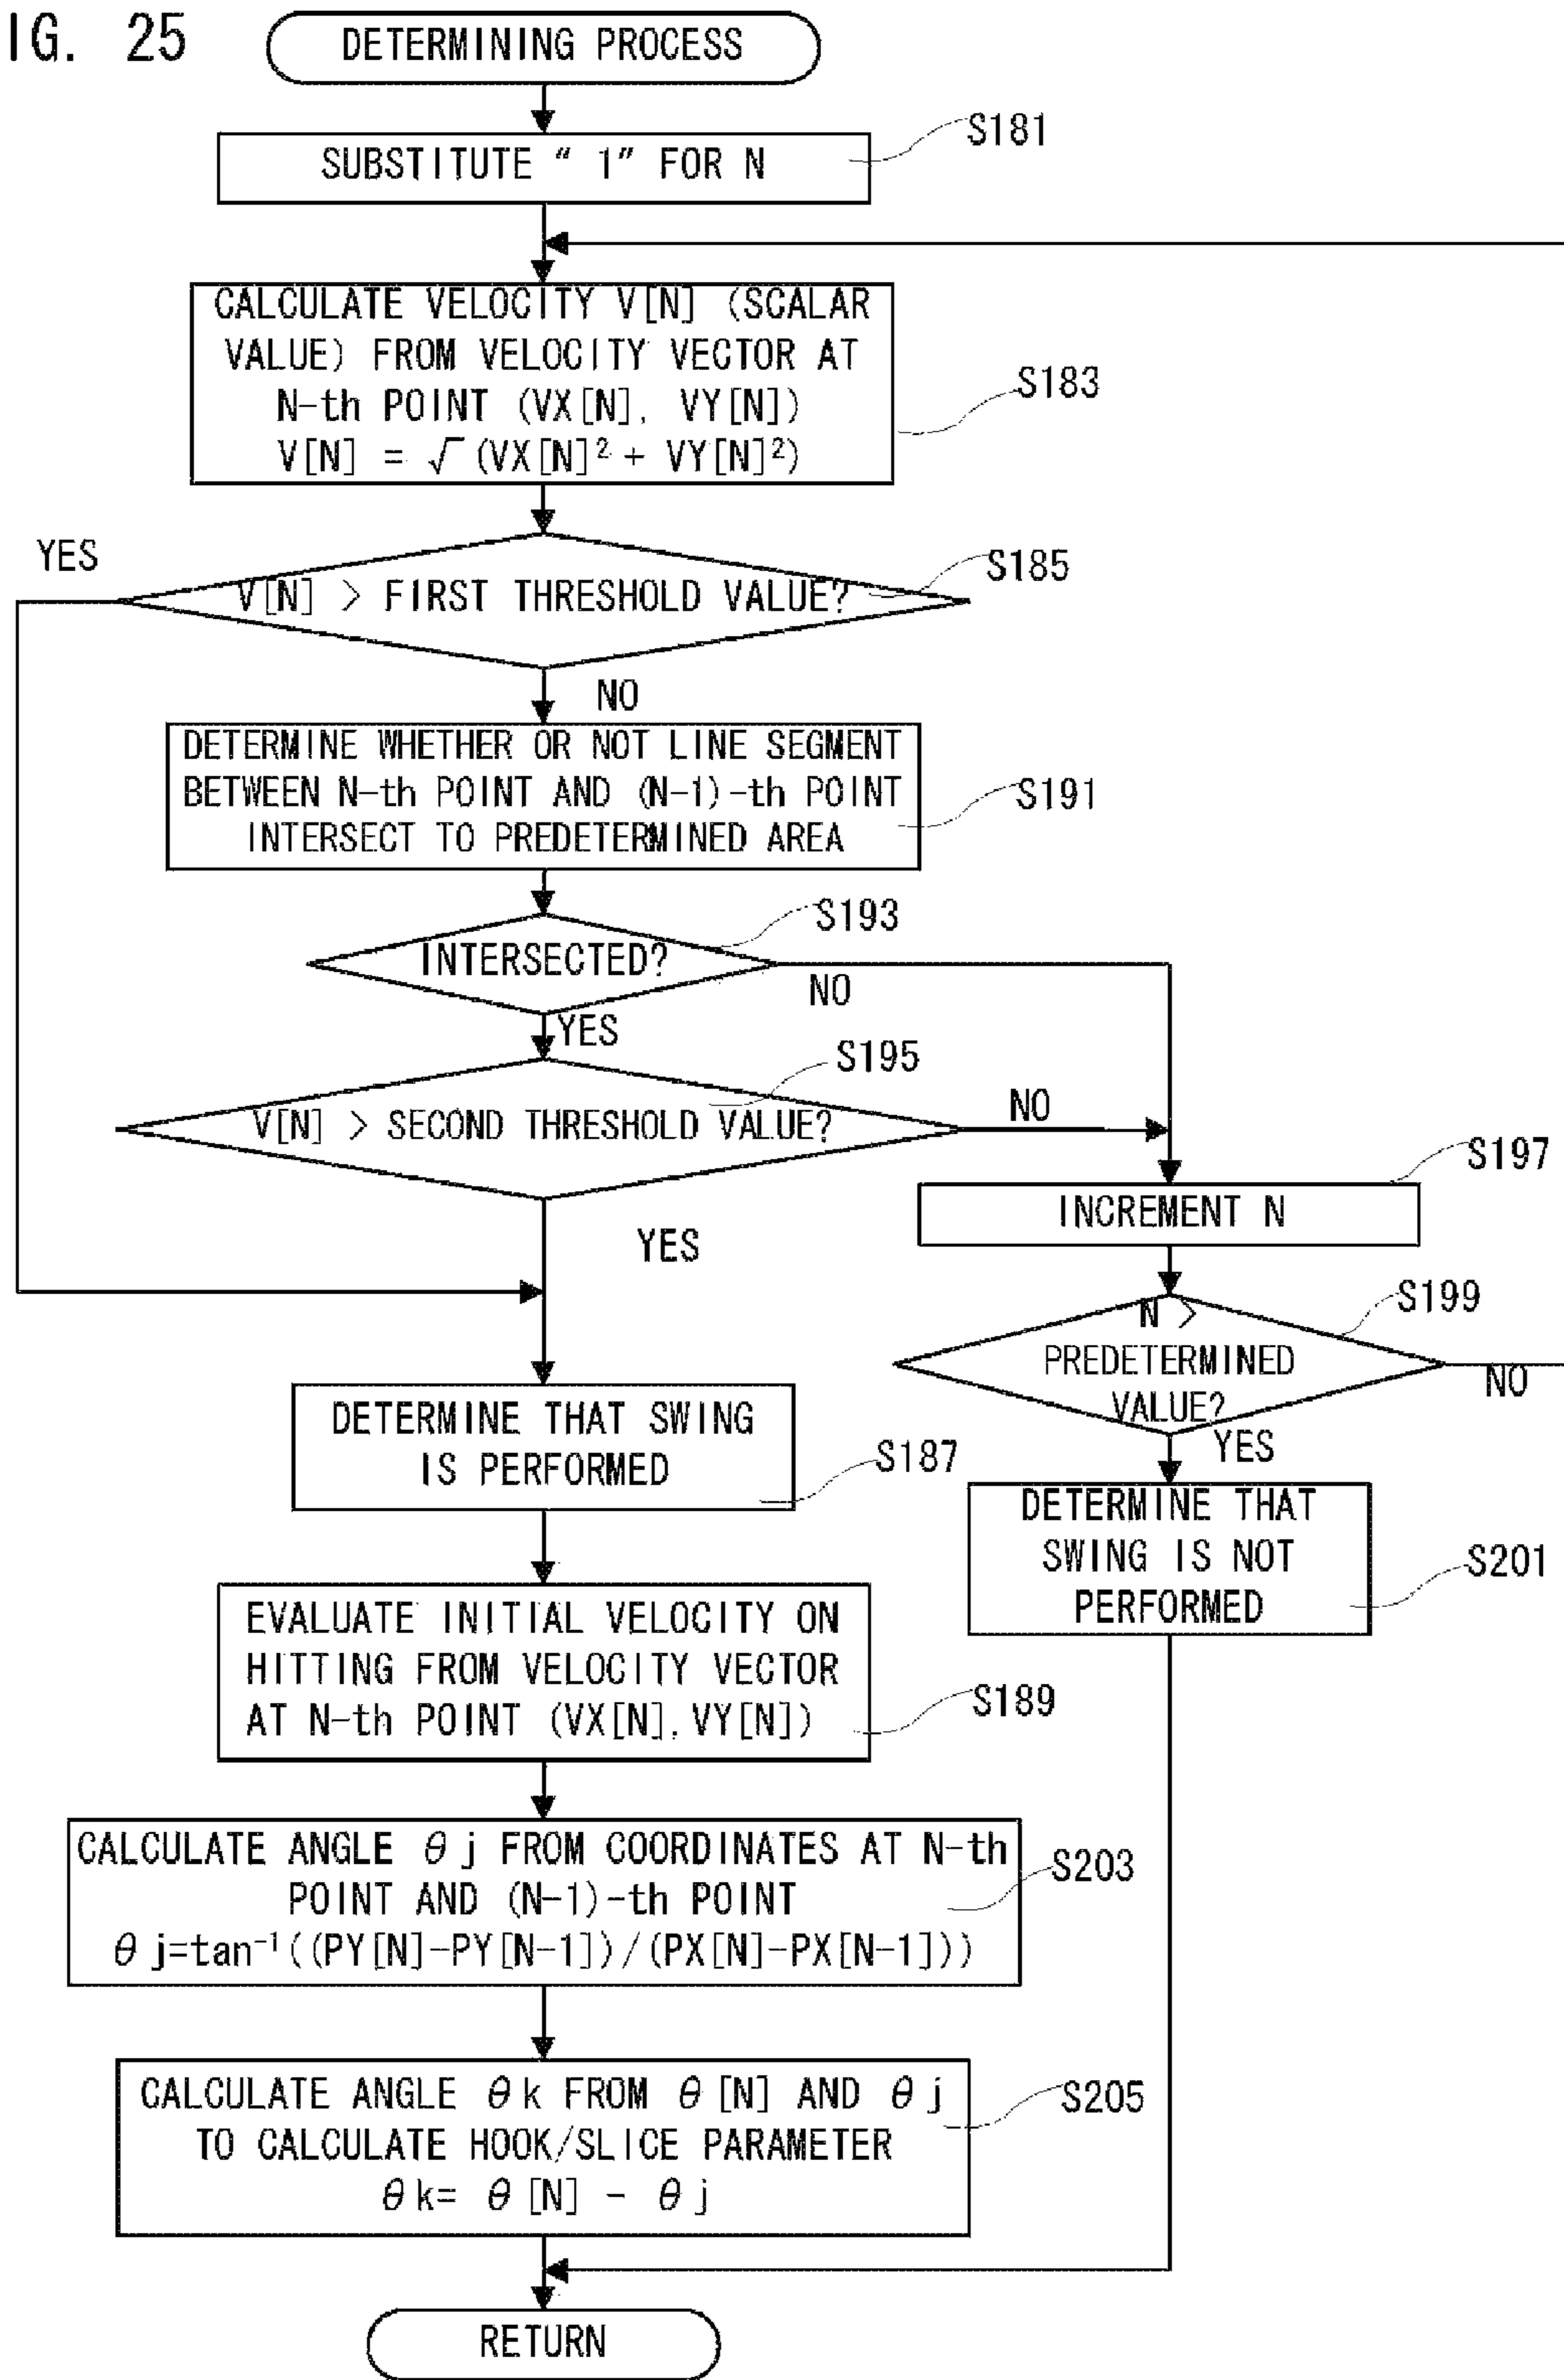 IG. 25
DETERMINING PROCESS
S181
SUBSTITUTE “ 1” FOR N
CALCULATE VELOCITY V[N] (SCALAR
VALUE) FROM VELOCITY VECTOR AT
N-th POINT (VX[N], VY[N])
V[N] = √(VX[N]² + VY[N]²)
S183
YES
S185
V[N] > FIRST THRESHOLD VALUE?
NO
DETERMINE WHETHER OR NOT LINE SEGMENT
BETWEEN N-th POINT AND (N-1)-th POINT
INTERSECT TO PREDETERMINED AREA
S191
S193
INTERSECTED?
NO
YES
S195
V[N] > SECOND THRESHOLD VALUE?
NO
YES
S197
INCREMENT N
S199
N >
PREDETERMINED
VALUE?
NO
YES
DETERMINE THAT SWING
IS PERFORMED
S187
DETERMINE THAT
SWING IS NOT
PERFORMED
S201
EVALUATE INITIAL VELOCITY ON
HITTING FROM VELOCITY VECTOR
AT N-th POINT (VX[N], VY[N])
S189
CALCULATE ANGLE θj FROM COORDINATES AT N-th
POINT AND (N-1)-th POINT
θj=tan⁻¹((PY[N]-PY[N-1])/(PX[N]-PX[N-1]))
S203
CALCULATE ANGLE θk FROM θ[N] AND θj
TO CALCULATE HOOK/SLICE PARAMETER
θk= θ[N] - θj
S205
RETURN